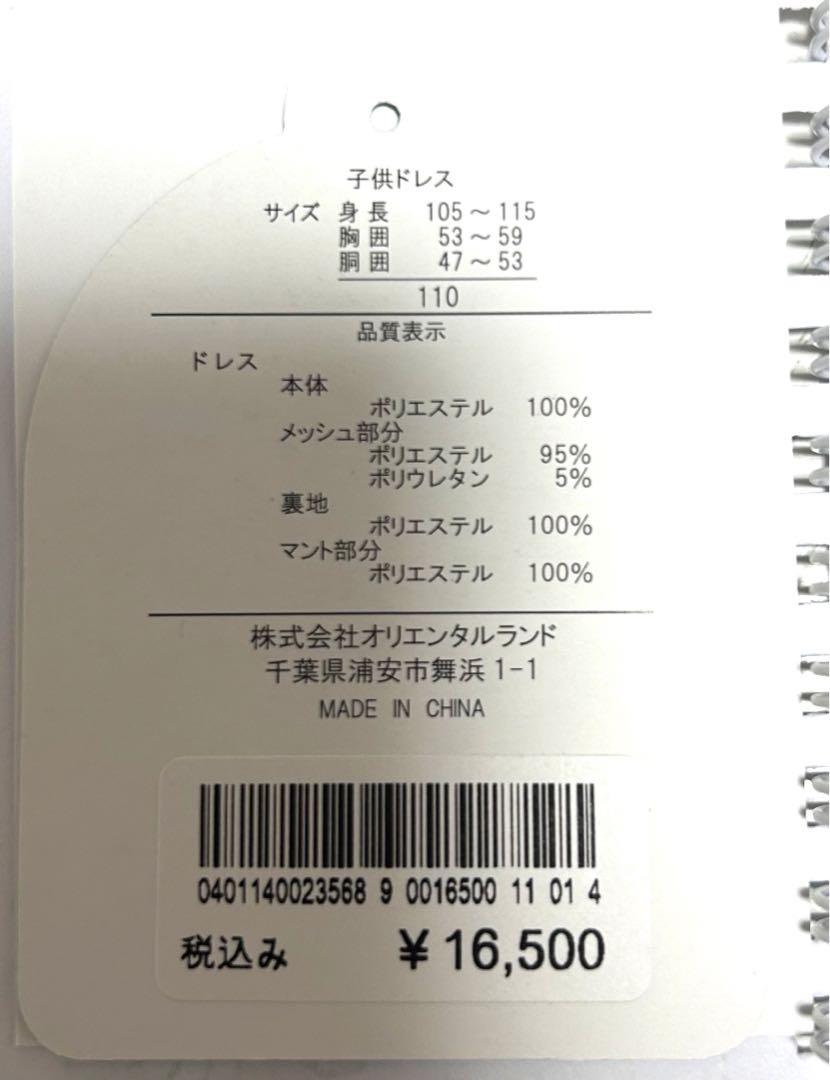 子供ドレス
サイズ 身長 105～115
胸囲 53～59
胴囲 47～53
110
品質表示
ドレス
本体
ポリエステル 100%
メッシュ部分
ポリエステル 95%
ポリウレタン 5%
裏地
ポリエステル 100%
マント部分
ポリエステル 100%
株式会社オリエンタルランド
千葉県浦安市舞浜1-1
MADE IN CHINA
0401140023568 9 0016500 11 01 4
税込み ¥16,500